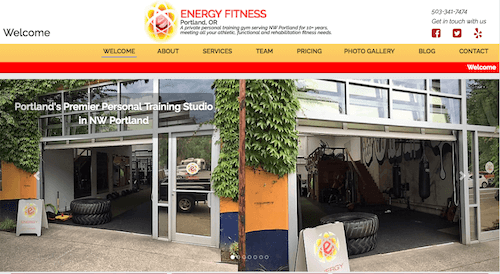 Welcome
ENERGY FITNESS
Portland, OR
A private personal training gym serving NW Portland for 10+ years,
meeting all your athletic, functional and rehabilitation fitness needs.
503-341-7474
Get in touch with us
WELCOME ABOUT SERVICES TEAM PRICING PHOTO GALLERY BLOG CONTACT
Welcome
Portland's Premier Personal Training Studio
In NW Portland
e
e